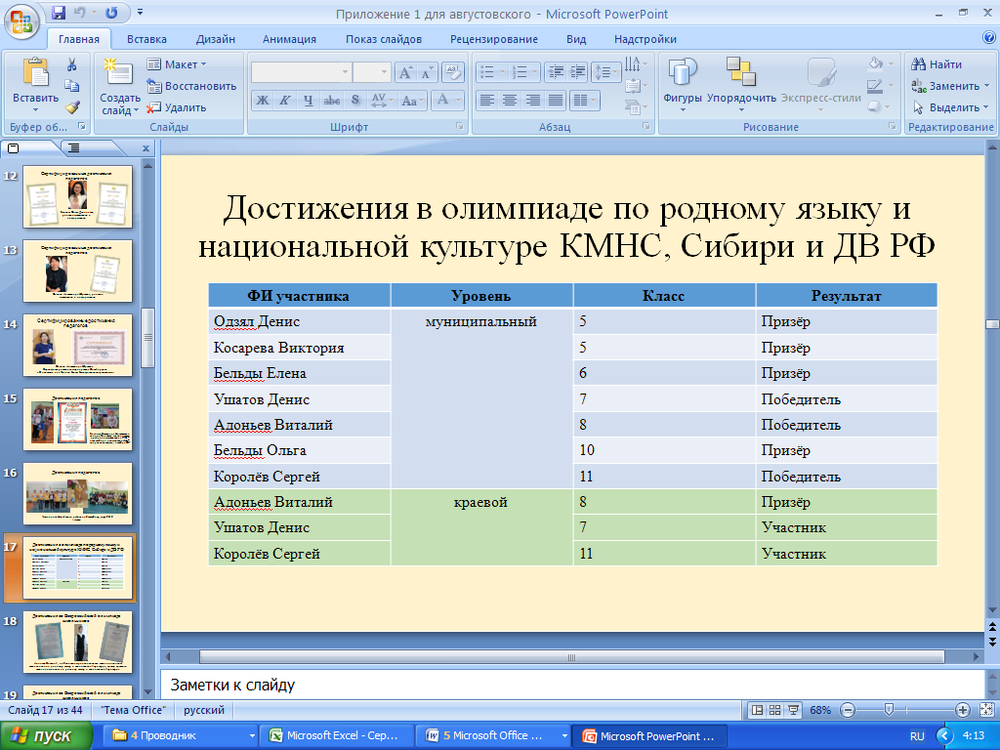 Приложение 1 для августовского - Microsoft PowerPoint
Главная Вставка Дизайн Анимация Показ слайдов Рецензирование Вид Надстройки
Вставить
Буфер об...
Создать слайд
Макет
Восстановить
Удалить
Слайды
Ж К Ч abc S AV Aa A
Шрифт
Абзац
Фигуры Упорядочить Экспресс-стили
Рисование
Найти
Заменить
Выделить
Редактирование
12
13
14
15
16
17
18
19
Достижения в олимпиаде по родному языку и
национальной культуре КМНС, Сибири и ДВ РФ
ФИ участника Уровень Класс Результат
Одзял Денис муниципальный 5 Призёр
Косарева Виктория 5 Призёр
Бельды Елена 6 Призёр
Ушатов Денис 7 Победитель
Адоньев Виталий 8 Победитель
Бельды Ольга 10 Призёр
Королёв Сергей 11 Победитель
Адоньев Виталий краевой 8 Призёр
Ушатов Денис 7 Участник
Королёв Сергей 11 Участник
Заметки к слайду
Слайд 17 из 44 "Тема Office" русский 68%
пуск 4 Проводник Microsoft Excel - Сер... 5 Microsoft Office ... Microsoft PowerPoint ... RU 4:13